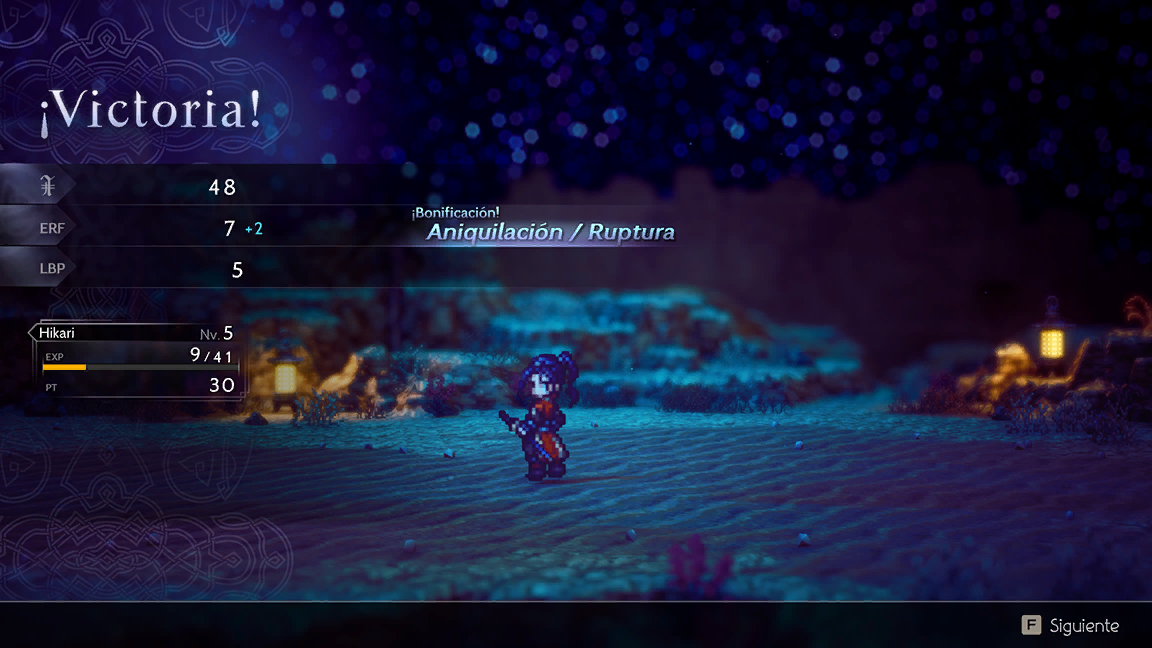 ¡Victoria!
48
ERF 7 +2
¡Bonificación!
Aniquilación / Ruptura
LBP 5
Hikari Nv. 5
EXP 9/41
PT 30
F Siguiente